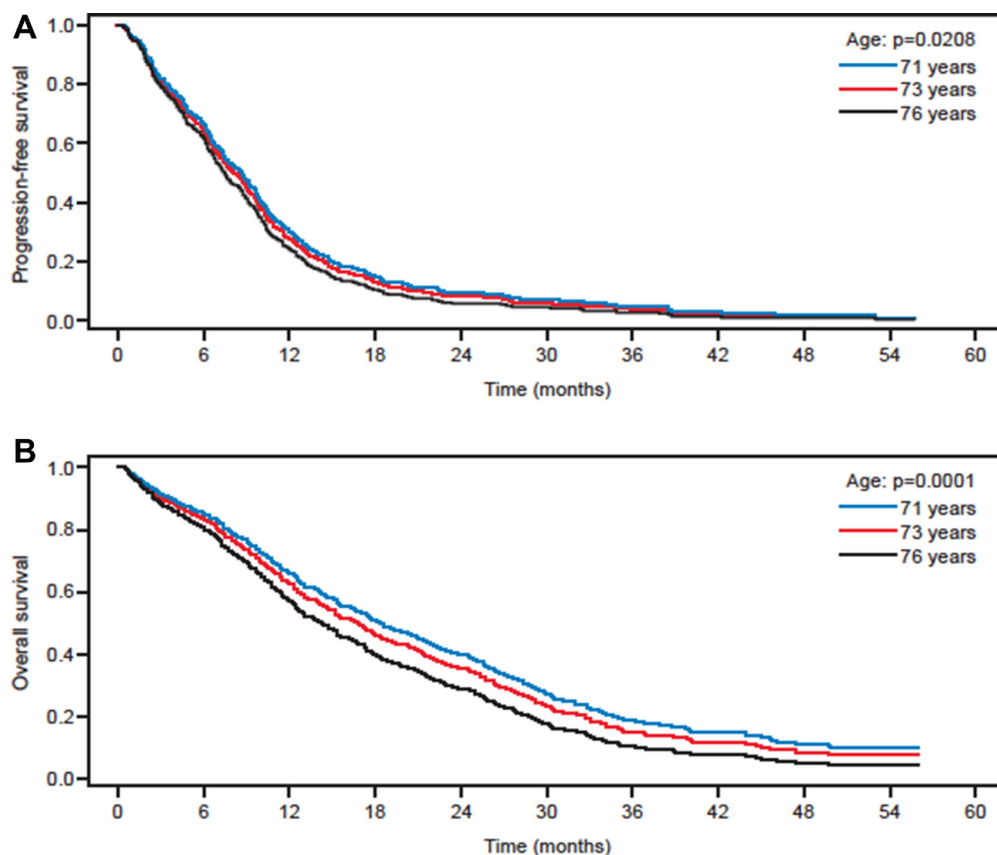 A
Age: p=0.0208
71 years
73 years
76 years
Progression-free survival
1.0
0.8
0.6
0.4
0.2
0.0
0 6 12 18 24 30 36 42 48 54 60
Time (months)
B
Age: p=0.0001
71 years
73 years
76 years
Overall survival
1.0
0.8
0.6
0.4
0.2
0.0
0 6 12 18 24 30 36 42 48 54 60
Time (months)